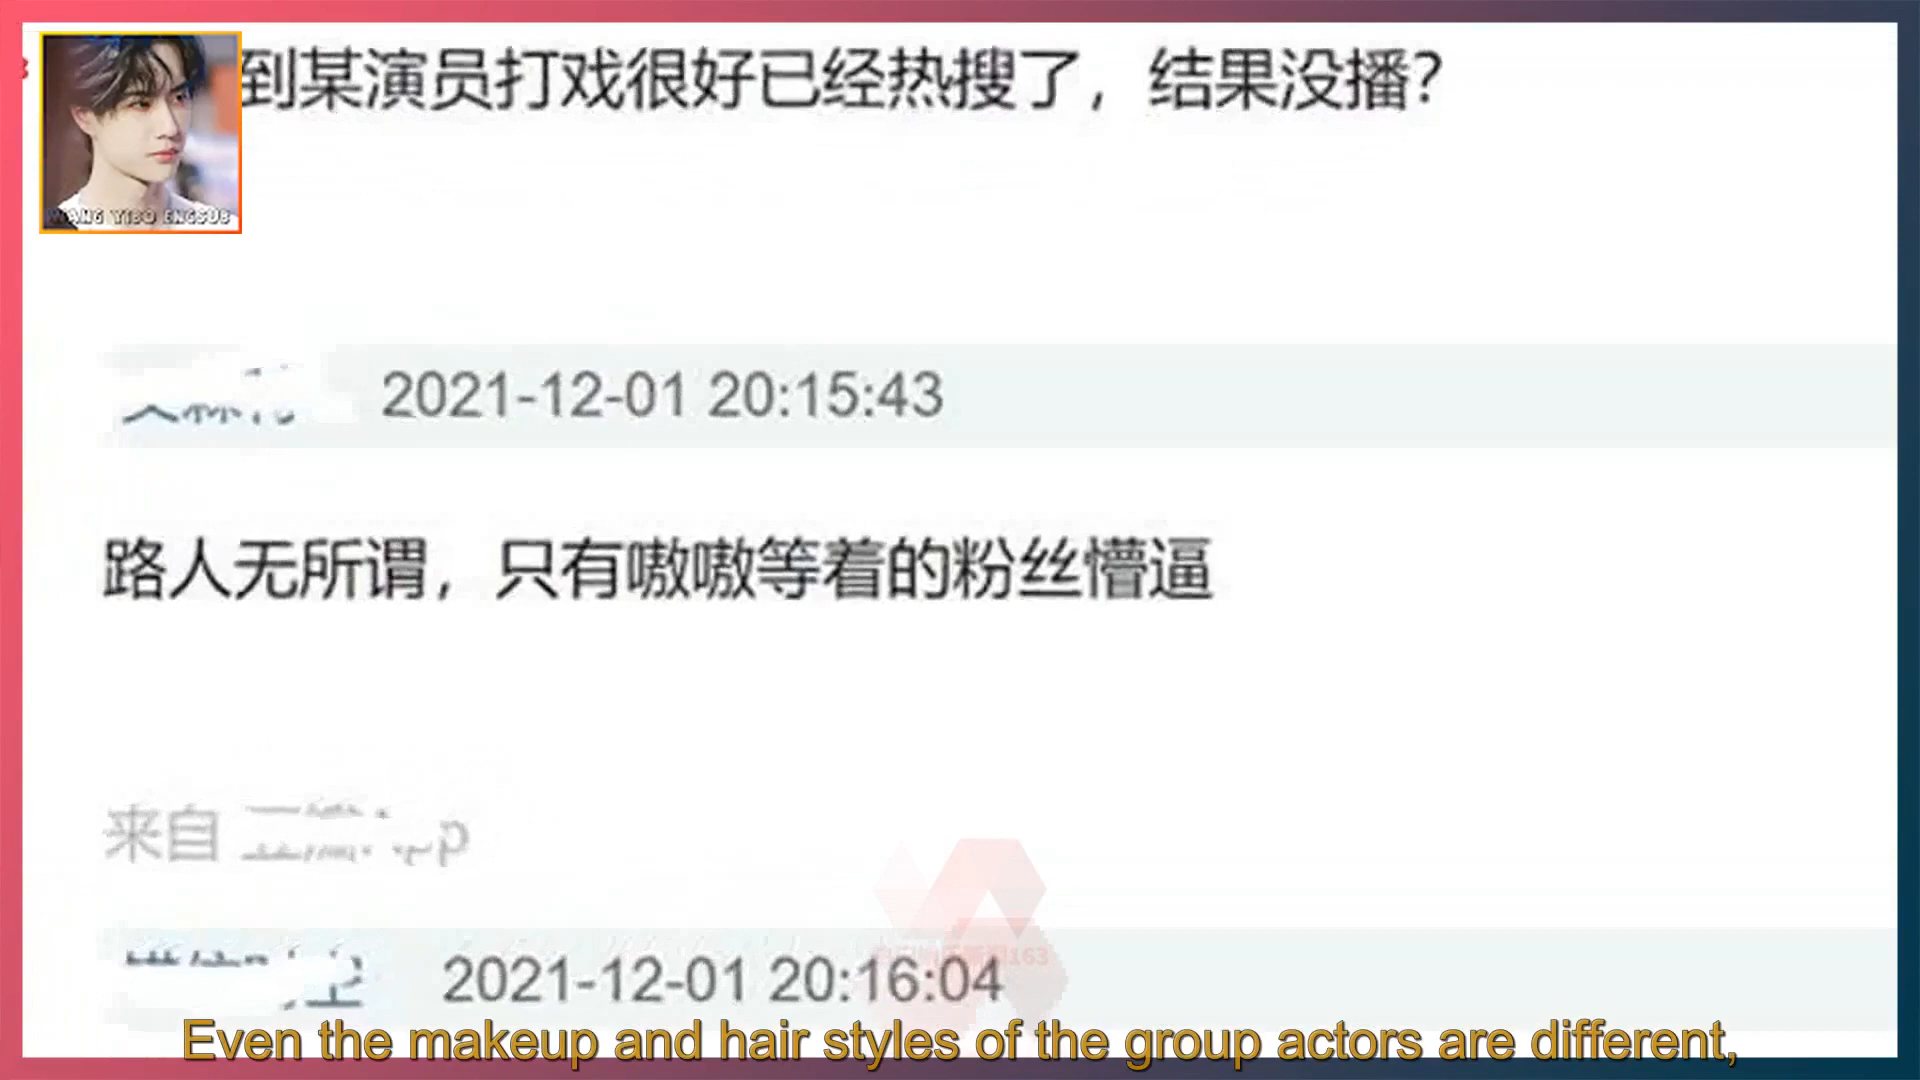 到某演员打戏很好已经热搜了，结果没播？
WANG YIBO ENGSUB
2021-12-01 20:15:43
路人无所谓，只有嗷嗷等着的粉丝懵逼
来自
2021-12-01 20:16:04
Even the makeup and hair styles of the group actors are different,